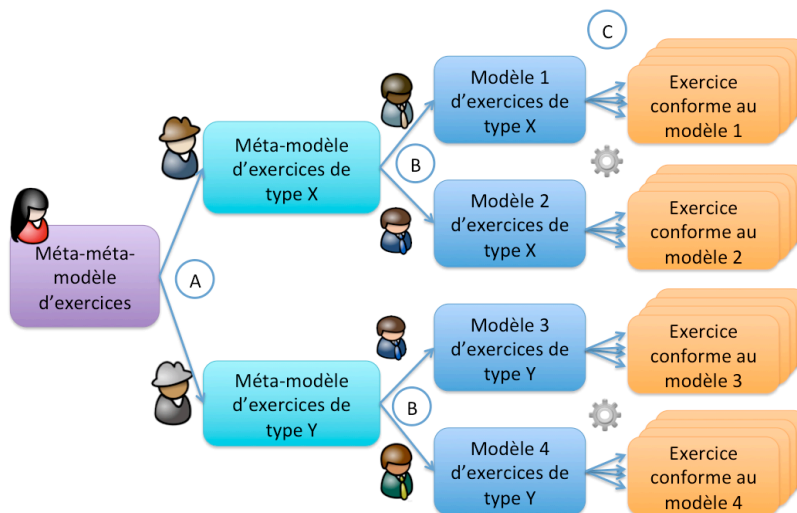 C
Modèle 1
d'exercices de
type X
Exercice
conforme au
modèle 1
Méta-modèle
d'exercices de
type X
B
Modèle 2
d'exercices de
type X
Exercice
conforme au
modèle 2
Méta-méta-
modèle
d'exercices
A
Modèle 3
d'exercices de
type Y
Exercice
conforme au
modèle 3
Méta-modèle
d'exercices de
type Y
B
Modèle 4
d'exercices de
type Y
Exercice
conforme au
modèle 4